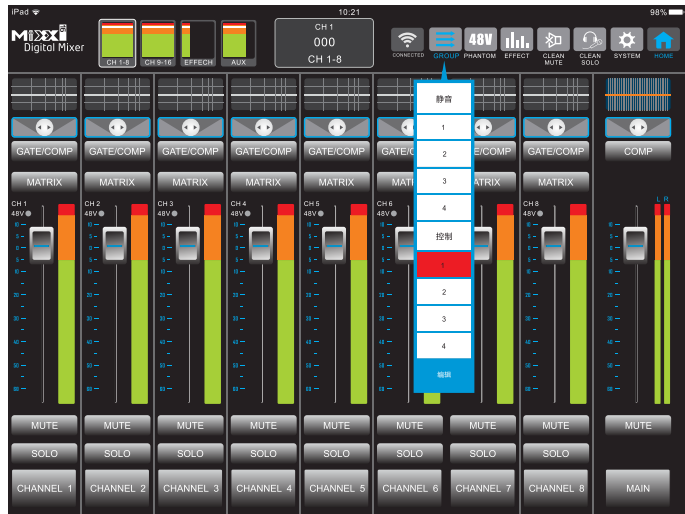 iPad 10:21 98%
MiXXi
Digital Mixer
CH 1-8 CH 9-16 EFFECH AUX
CH 1
000
CH 1-8
48V
CONNECTED GROUP PHANTOM EFFECT CLEAN MUTE CLEAN SOLO SYSTEM HOME
静音
1
2
3
4
控制
1
2
3
4
编辑
GATE/COMP GATE/COMP GATE/COMP GATE/COMP GATE/COMP GATE/COMP GATE/COMP COMP
MATRIX MATRIX MATRIX MATRIX MATRIX MATRIX MATRIX
CH 1 CH 2 CH 3 CH 4 CH 5 CH 6 CH 8 L R
48V 48V 48V 48V 48V 48V 48V
MUTE MUTE MUTE MUTE MUTE MUTE MUTE MUTE MUTE
SOLO SOLO SOLO SOLO SOLO SOLO SOLO SOLO
CHANNEL 1 CHANNEL 2 CHANNEL 3 CHANNEL 4 CHANNEL 5 CHANNEL 6 CHANNEL 7 CHANNEL 8 MAIN